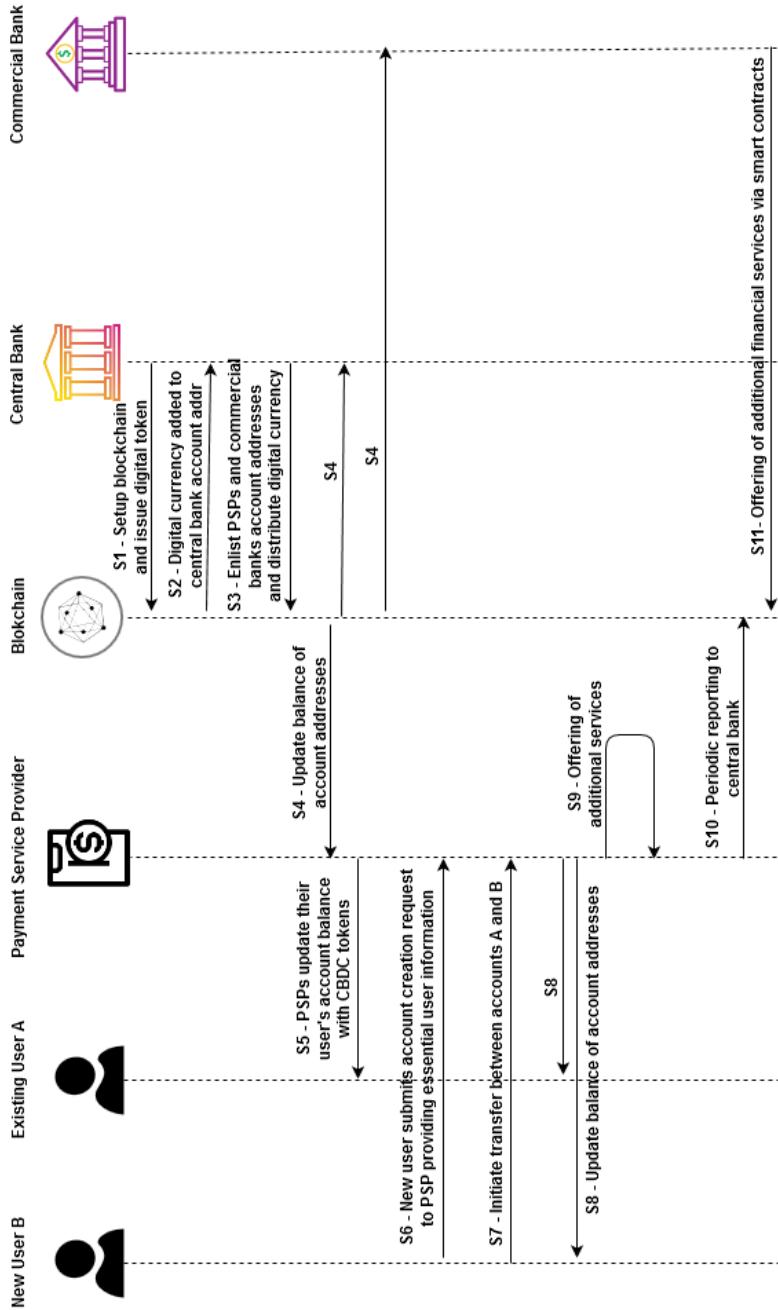 New User B
Existing User A
Payment Service Provider
Blokchain
Central Bank
Commercial Bank
S1 - Setup blockchain
and issue digital token
S2 - Digital currency added to
central bank account addr
S3 - Enlist PSPs and commercial
banks account addresses
and distribute digital currency
S4 - Update balance of
account addresses
S4
S4
S5 - PSPs update their
user's account balance
with CBDC tokens
S6 - New user submits account creation request
to PSP providing essential user information
S7 - Initiate transfer between accounts A and B
S8
S8 - Update balance of account addresses
S9 - Offering of
additional services
S10 - Periodic reporting to
central bank
S11- Offering of additional financial services via smart contracts